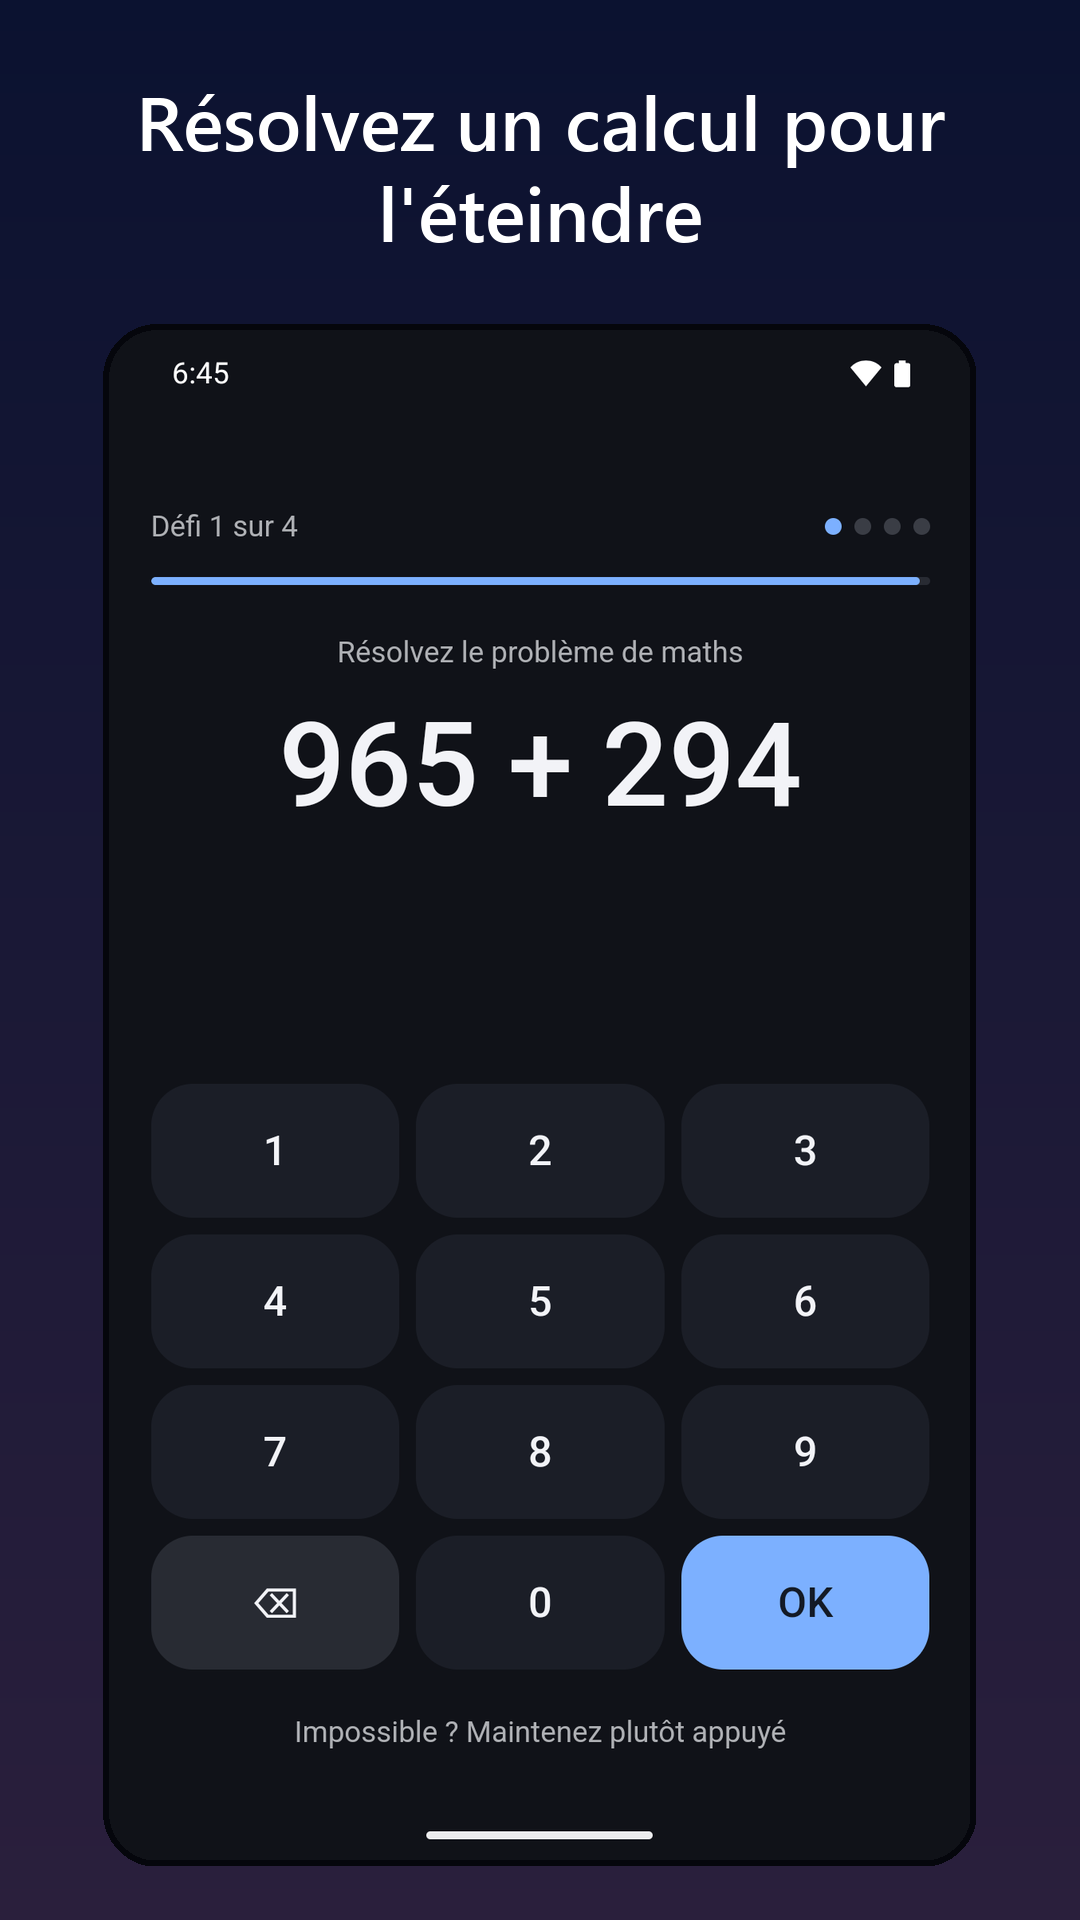 Résolvez un calcul pour
l'éteindre
6:45
Défi 1 sur 4
Résolvez le problème de maths
965 + 294
1 2 3
4 5 6
7 8 9
0 OK
Impossible ? Maintenez plutôt appuyé